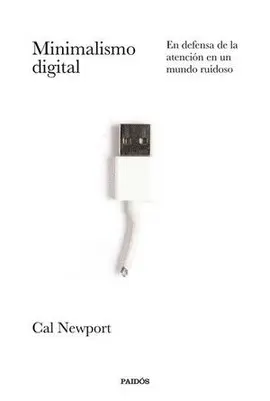 Minimalismo
digital
En defensa de la
atención en un
mundo ruidoso
Cal Newport
PAIDÓS